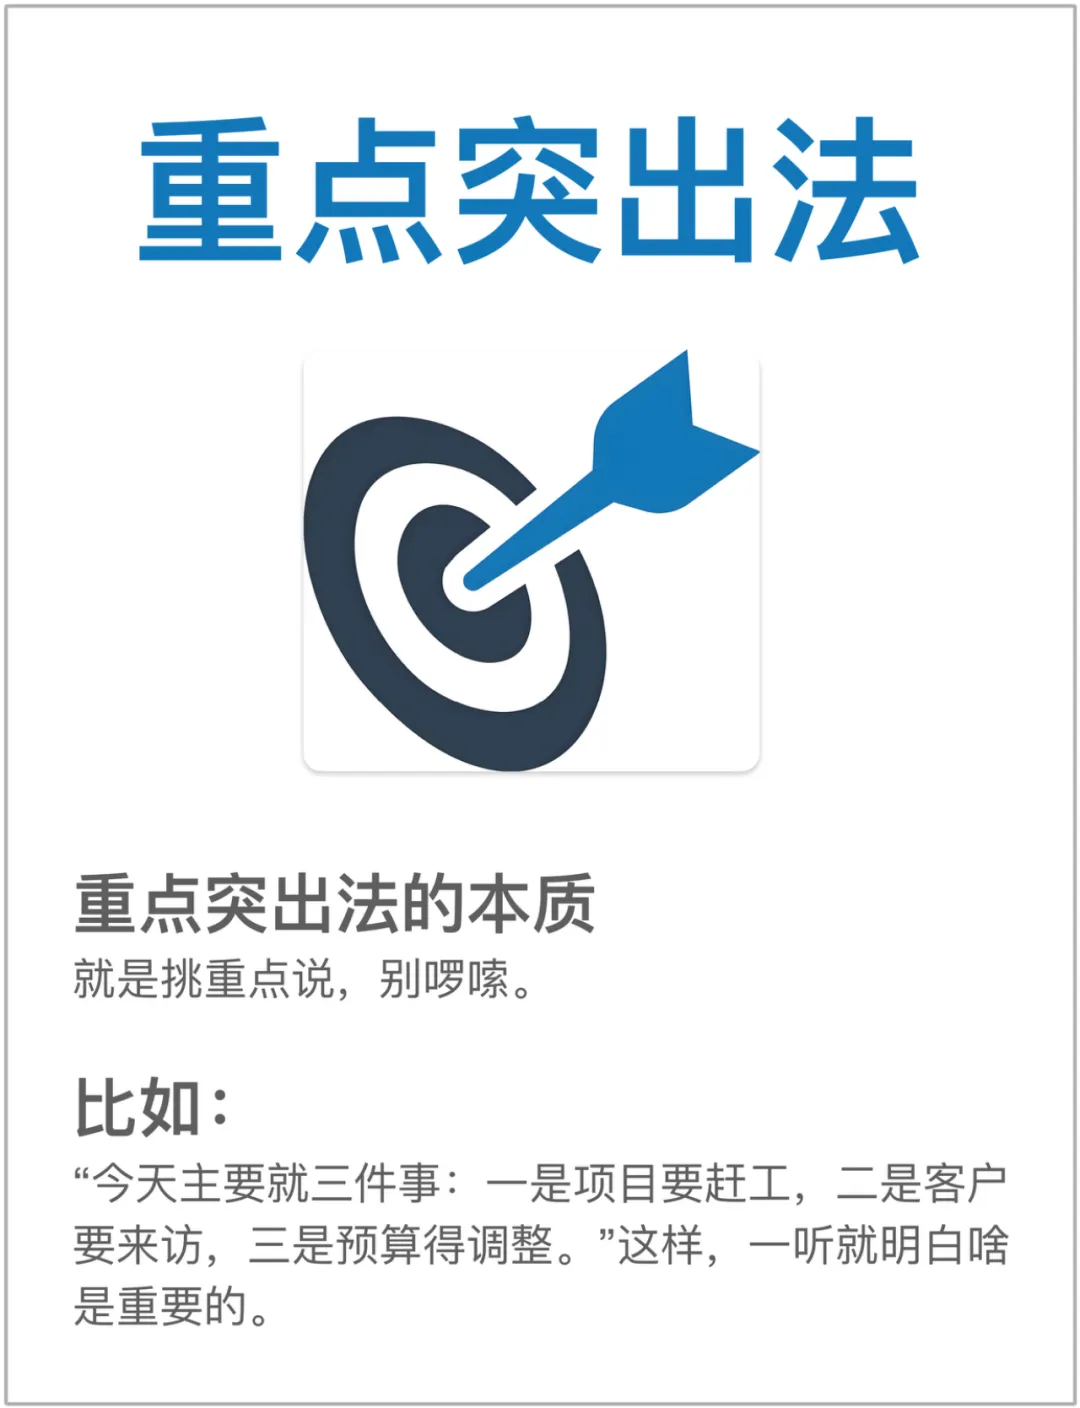 重点突出法
重点突出法的本质
就是挑重点说，别啰嗦。
比如：
“今天主要就三件事：一是项目要赶工，二是客户
要来访，三是预算得调整。”这样，一听就明白啥
是重要的。